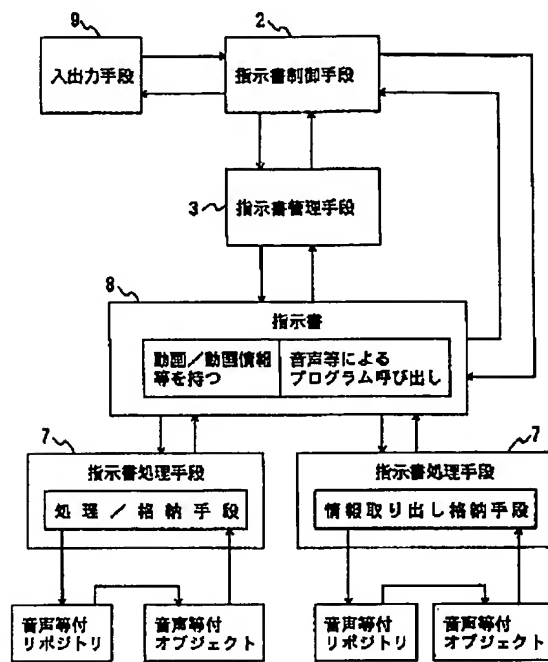 9
2
入出力手段
指示書制御手段
3
指示書管理手段
8
指示書
動画／動画情報
等を持つ
音声等による
プログラム呼び出し
7
7
指示書処理手段
指示書処理手段
処理／格納手段
情報取り出し格納手段
音声等付
リポジトリ
音声等付
オブジェクト
音声等付
リポジトリ
音声等付
オブジェクト